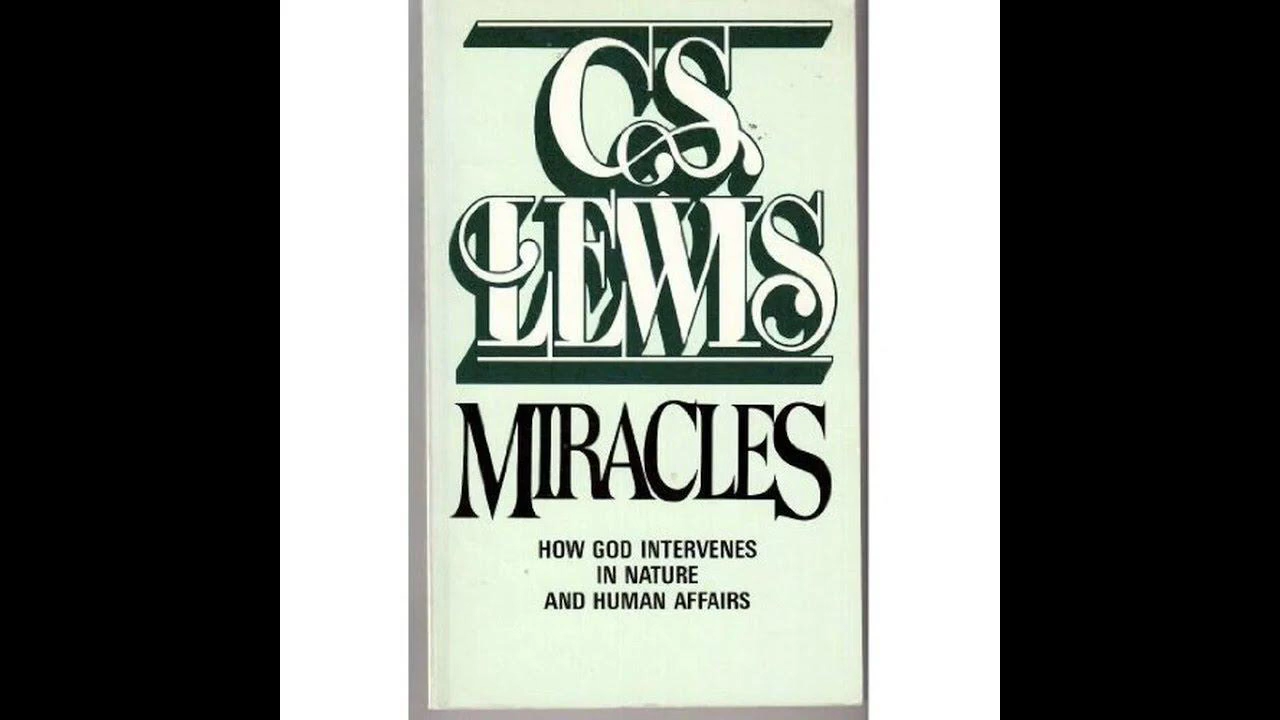 C.S.
LEWIS
MIRACLES
HOW GOD INTERVENES
IN NATURE
AND HUMAN AFFAIRS